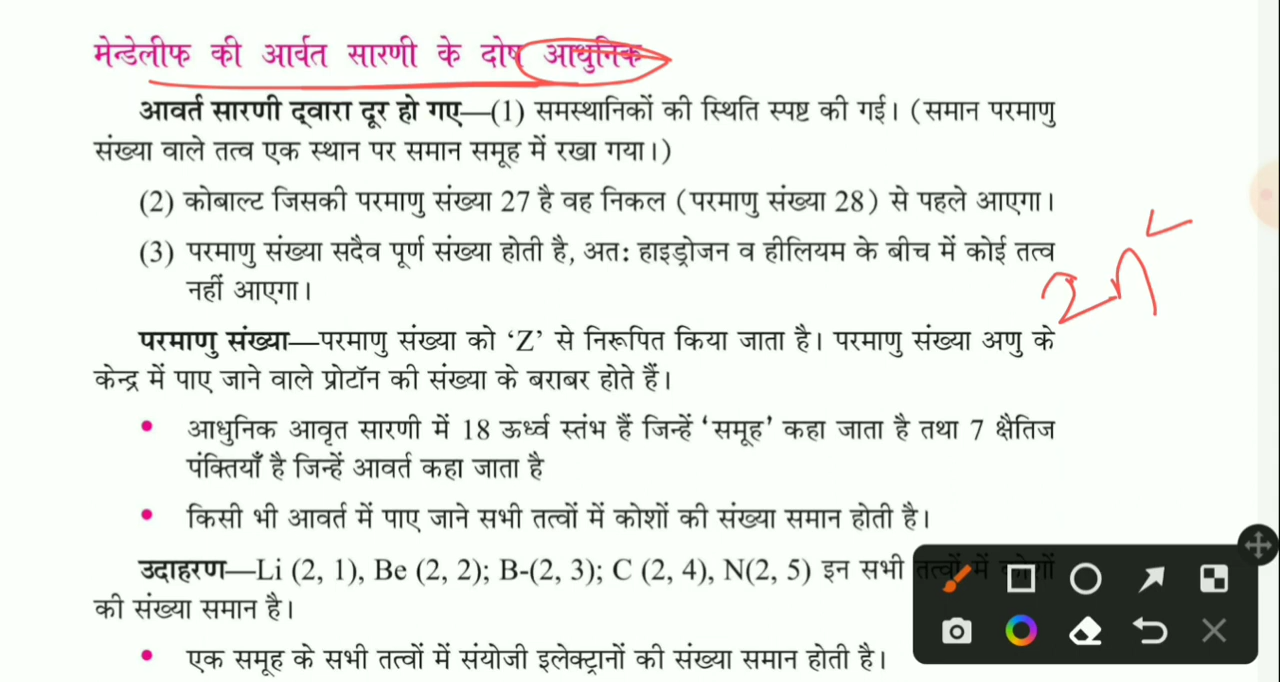 मेन्डेलीफ की आर्वत सारणी के दोष आधुनिक
आवर्त सारणी द्वारा दूर हो गए—(1) समस्थानिकों की स्थिति स्पष्ट की गई। (समान परमाणु
संख्या वाले तत्व एक स्थान पर समान समूह में रखा गया।)
(2) कोबाल्ट जिसकी परमाणु संख्या 27 है वह निकल (परमाणु संख्या 28) से पहले आएगा।
(3) परमाणु संख्या सदैव पूर्ण संख्या होती है, अतः हाइड्रोजन व हीलियम के बीच में कोई तत्व
नहीं आएगा।
2n²
परमाणु संख्या—परमाणु संख्या को ‘Z’ से निरूपित किया जाता है। परमाणु संख्या अणु के
केन्द्र में पाए जाने वाले प्रोटॉन की संख्या के बराबर होते हैं।
• आधुनिक आवृत सारणी में 18 ऊर्ध्व स्तंभ हैं जिन्हें ‘समूह’ कहा जाता है तथा 7 क्षैतिज
पंक्तियाँ है जिन्हें आवर्त कहा जाता है
• किसी भी आवर्त में पाए जाने सभी तत्वों में कोशों की संख्या समान होती है।
उदाहरण—Li (2, 1), Be (2, 2); B-(2, 3); C (2, 4), N(2, 5) इन सभी तत्वों में कोशों
की संख्या समान है।
• एक समूह के सभी तत्वों में संयोजी इलेक्ट्रानों की संख्या समान होती है।